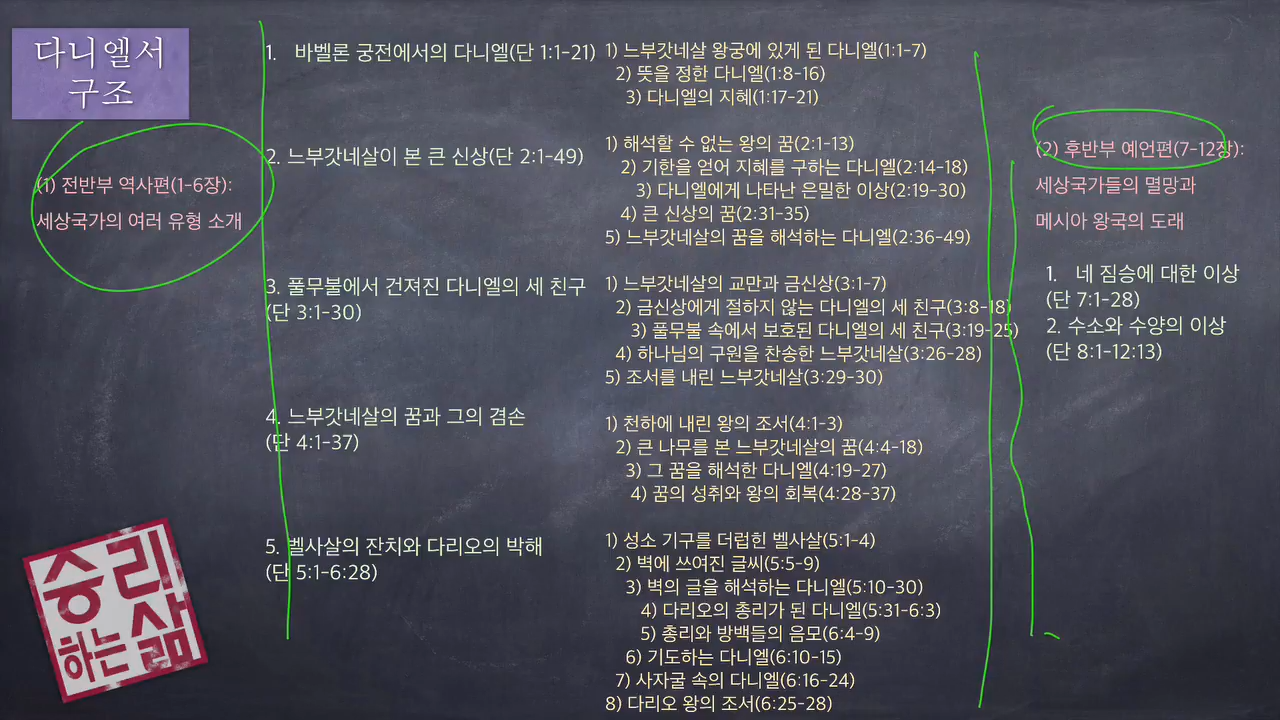 다니엘서
구조
(1) 전반부 역사편(1-6장):
세상국가의 여러 유형 소개
1. 바벨론 궁전에서의 다니엘(단 1:1-21)
2. 느부갓네살이 본 큰 신상(단 2:1-49)
3. 풀무불에서 건져진 다니엘의 세 친구
(단 3:1-30)
4. 느부갓네살의 꿈과 그의 겸손
(단 4:1-37)
5. 벨사살의 잔치와 다리오의 박해
(단 5:1-6:28)
1) 느부갓네살 왕궁에 있게 된 다니엘(1:1-7)
2) 뜻을 정한 다니엘(1:8-16)
3) 다니엘의 지혜(1:17-21)
1) 해석할 수 없는 왕의 꿈(2:1-13)
2) 기한을 얻어 지혜를 구하는 다니엘(2:14-18)
3) 다니엘에게 나타난 은밀한 이상(2:19-30)
4) 큰 신상의 꿈(2:31-35)
5) 느부갓네살의 꿈을 해석하는 다니엘(2:36-49)
1) 느부갓네살의 교만과 금신상(3:1-7)
2) 금신상에게 절하지 않는 다니엘의 세 친구(3:8-18)
3) 풀무불 속에서 보호된 다니엘의 세 친구(3:19-25)
4) 하나님의 구원을 찬송한 느부갓네살(3:26-28)
5) 조서를 내린 느부갓네살(3:29-30)
1) 천하에 내린 왕의 조서(4:1-3)
2) 큰 나무를 본 느부갓네살의 꿈(4:4-18)
3) 그 꿈을 해석한 다니엘(4:19-27)
4) 꿈의 성취와 왕의 회복(4:28-37)
1) 성소 기구를 더럽힌 벨사살(5:1-4)
2) 벽에 쓰여진 글씨(5:5-9)
3) 벽의 글을 해석하는 다니엘(5:10-30)
4) 다리오의 총리가 된 다니엘(5:31-6:3)
5) 총리와 방백들의 음모(6:4-9)
6) 기도하는 다니엘(6:10-15)
7) 사자굴 속의 다니엘(6:16-24)
8) 다리오 왕의 조서(6:25-28)
(2) 후반부 예언편(7-12장):
세상국가들의 멸망과
메시아 왕국의 도래
1. 네 짐승에 대한 이상
(단 7:1-28)
2. 수소와 수양의 이상
(단 8:1-12:13)
승리
하는 삶